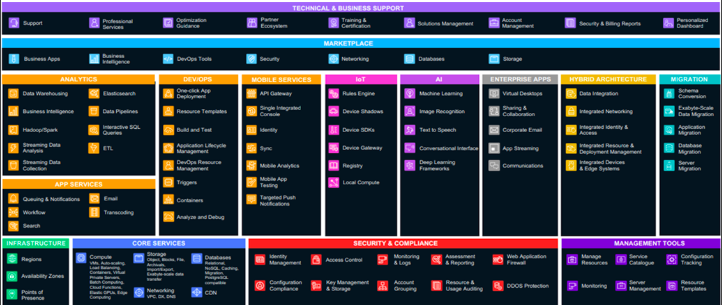 TECHNICAL & BUSINESS SUPPORT
Support
Professional
Services
Optimization
Guidance
Partner
Ecosystem
Training &
Certification
Solutions Management
Account
Management
Security & Billing Reports
Personalized
Dashboard
MARKETPLACE
Business Apps
Business
Intelligence
DevOps Tools
Security
Networking
Databases
Storage
ANALYTICS
Data Warehousing
Elasticsearch
Business Intelligence
Data Pipelines
Hadoop/Spark
Interactive SQL
Queries
Streaming Data
Analysis
ETL
Streaming Data
Collection
APP SERVICES
Queuing & Notifications
Email
Workflow
Transcoding
Search
DEV/OPS
One-click App
Deployment
Resource Templates
Build and Test
Application Lifecycle
Management
DevOps Resource
Management
Triggers
Containers
Analyze and Debug
MOBILE SERVICES
API Gateway
Single Integrated
Console
Identity
Sync
Mobile Analytics
Mobile App
Testing
Targeted Push
Notifications
IoT
Rules Engine
Device Shadows
Device SDKs
Device Gateway
Registry
Local Compute
AI
Machine Learning
Image Recognition
Text to Speech
Conversational Interface
Deep Learning
Frameworks
ENTERPRISE APPS
Virtual Desktops
Sharing &
Collaboration
Corporate Email
App Streaming
Communications
HYBRID ARCHITECTURE
Data Integration
Integrated Networking
Integrated Identity &
Access
Integrated Resource &
Deployment Management
Integrated Devices
& Edge Systems
MIGRATION
Schema
Conversion
Exabyte-Scale
Data Migration
Application
Migration
Database
Migration
Server
Migration
INFRASTRUCTURE
Regions
Availability Zones
Points of
Presence
CORE SERVICES
Compute
VMs, Auto-scaling,
Load Balancing,
Containers, Virtual
Private Servers,
Batch Computing,
Cloud Functions,
Elastic GPUs, Edge
Computing
Storage
Object, Blocks, File,
Archivals,
Import/Export,
Exabyte-scale data
transfer
Databases
Relational,
NoSQL, Caching,
Migration,
PostgreSQL
compatible
Networking
VPC, DX, DNS
CDN
SECURITY & COMPLIANCE
Identity
Management
Access Control
Monitoring
& Logs
Assessment &
Reporting
Web Application
Firewall
Configuration
Compliance
Key Management
& Storage
Account
Grouping
Resource &
Usage Auditing
DDOS Protection
MANAGEMENT TOOLS
Manage
Resources
Service
Catalogue
Configuration
Tracking
Monitoring
Server
Management
Resource
Templates